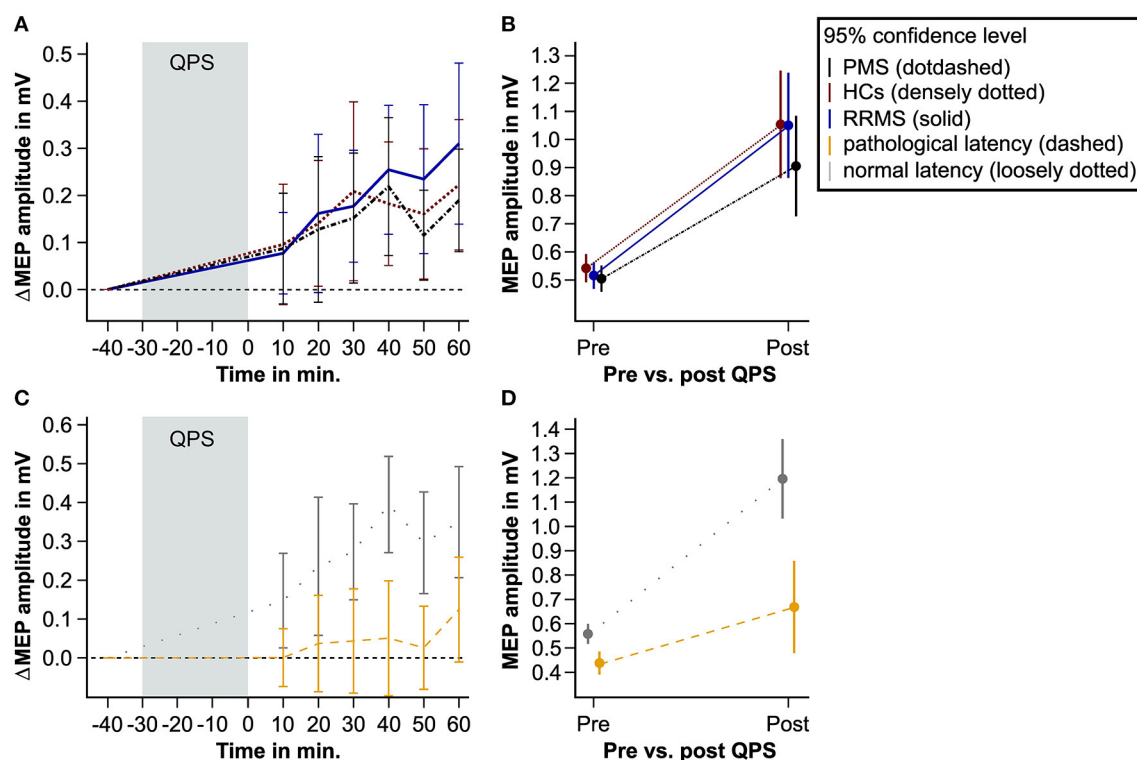 A
ΔMEP amplitude in mV
0.5
0.4
0.3
0.2
0.1
0.0
QPS
-40 -30 -20 -10 0 10 20 30 40 50 60
Time in min.
B
MEP amplitude in mV
1.3
1.2
1.1
1.0
0.9
0.8
0.7
0.6
0.5
Pre Post
Pre vs. post QPS
95% confidence level
PMS (dotdashed)
HCs (densely dotted)
RRMS (solid)
pathological latency (dashed)
normal latency (loosely dotted)
C
ΔMEP amplitude in mV
0.6
0.5
0.4
0.3
0.2
0.1
0.0
QPS
-40 -30 -20 -10 0 10 20 30 40 50 60
Time in min.
D
MEP amplitude in mV
1.4
1.3
1.2
1.1
1.0
0.9
0.8
0.7
0.6
0.5
0.4
Pre Post
Pre vs. post QPS